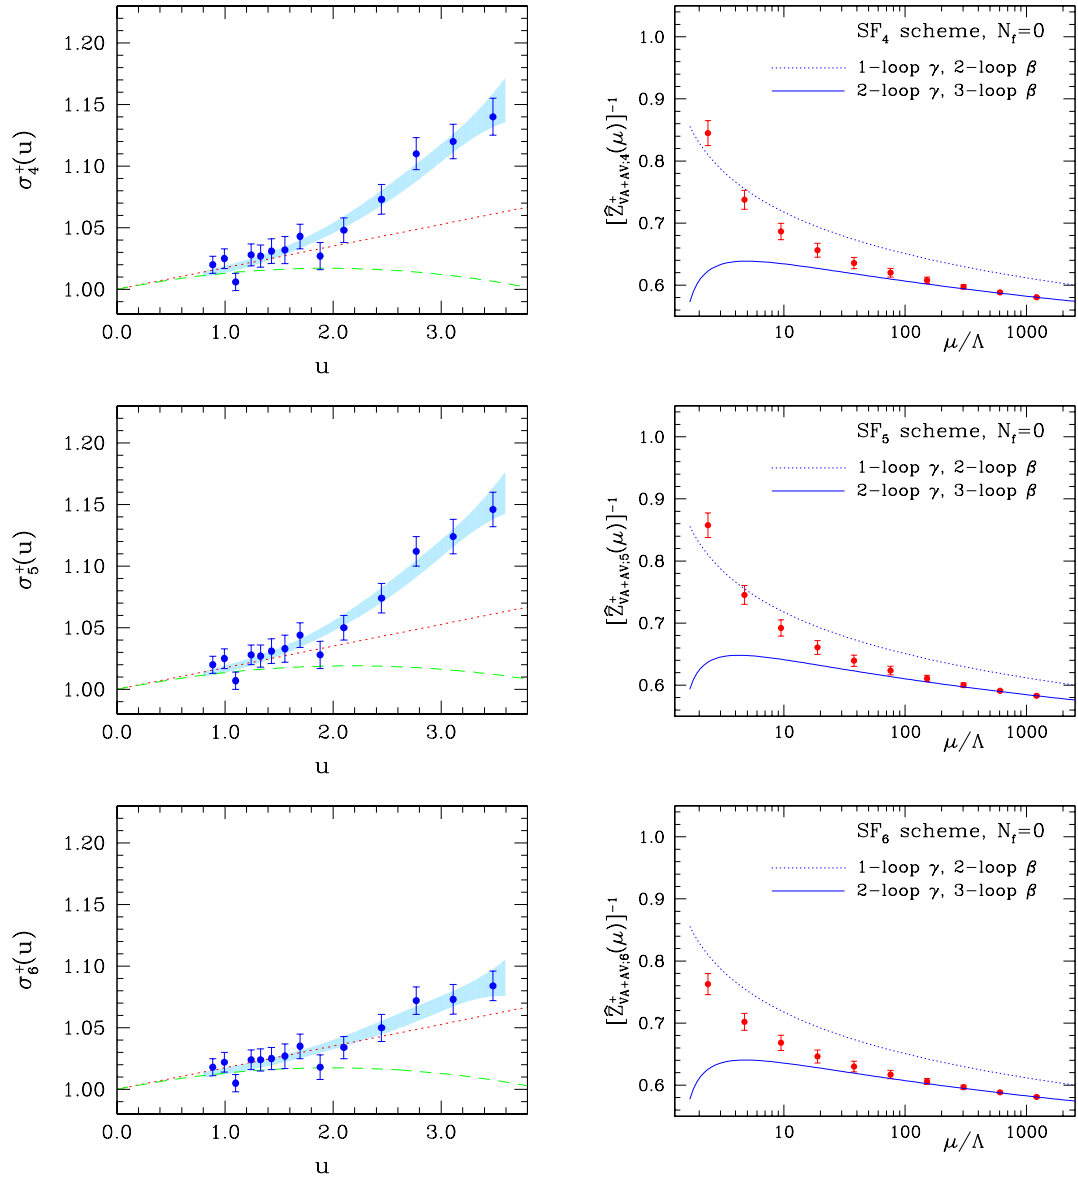 1.20
1.15
1.10
1.05
1.00
σ₄⁺(u)
0.0 1.0 2.0 3.0
u
SF₄ scheme, N_f=0
1−loop γ, 2−loop β
2−loop γ, 3−loop β
1.0
0.9
0.8
0.7
0.6
[Ẑ⁺_VA+AV;4(μ)]⁻¹
10 100 1000
μ/Λ
1.20
1.15
1.10
1.05
1.00
σ₅⁺(u)
0.0 1.0 2.0 3.0
u
SF₅ scheme, N_f=0
1−loop γ, 2−loop β
2−loop γ, 3−loop β
1.0
0.9
0.8
0.7
0.6
[Ẑ⁺_VA+AV;5(μ)]⁻¹
10 100 1000
μ/Λ
1.20
1.15
1.10
1.05
1.00
σ₆⁺(u)
0.0 1.0 2.0 3.0
u
SF₆ scheme, N_f=0
1−loop γ, 2−loop β
2−loop γ, 3−loop β
1.0
0.9
0.8
0.7
0.6
[Ẑ⁺_VA+AV;6(μ)]⁻¹
10 100 1000
μ/Λ